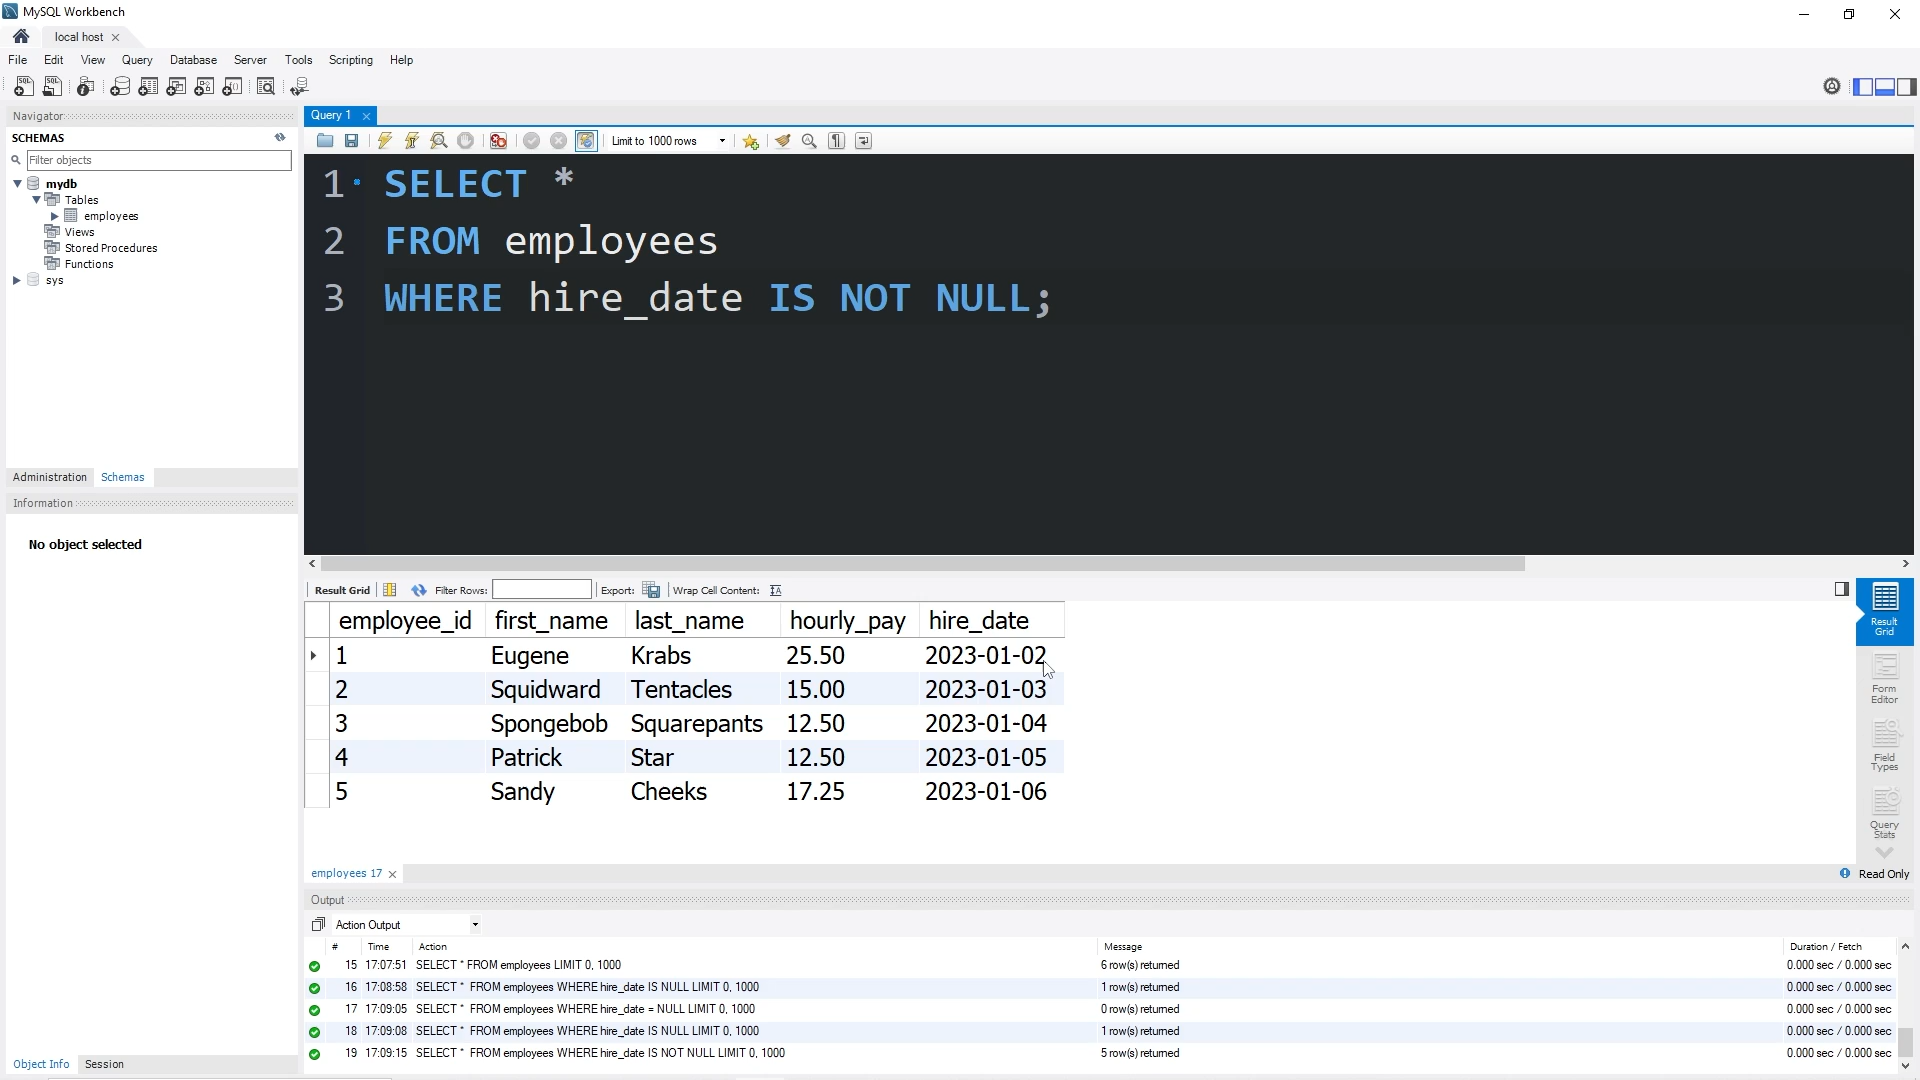 MySQL Workbench
local host
File Edit View Query Database Server Tools Scripting Help
Navigator
SCHEMAS
Filter objects
mydb
Tables
employees
Views
Stored Procedures
Functions
sys
Administration Schemas
Information
No object selected
Object Info Session
Query 1
Limit to 1000 rows
1 SELECT *
2 FROM employees
3 WHERE hire_date IS NOT NULL;
Result Grid Filter Rows: Export: Wrap Cell Content:
employee_id first_name last_name hourly_pay hire_date
1 Eugene Krabs 25.50 2023-01-02
2 Squidward Tentacles 15.00 2023-01-03
3 Spongebob Squarepants 12.50 2023-01-04
4 Patrick Star 12.50 2023-01-05
5 Sandy Cheeks 17.25 2023-01-06
Result
Grid
Form
Editor
Field
Types
Query
Stats
employees 17
Read Only
Output
Action Output
# Time Action Message Duration / Fetch
15 17:07:51 SELECT * FROM employees LIMIT 0, 1000 6 row(s) returned 0.000 sec / 0.000 sec
16 17:08:58 SELECT * FROM employees WHERE hire_date IS NULL LIMIT 0, 1000 1 row(s) returned 0.000 sec / 0.000 sec
17 17:09:05 SELECT * FROM employees WHERE hire_date = NULL LIMIT 0, 1000 0 row(s) returned 0.000 sec / 0.000 sec
18 17:09:08 SELECT * FROM employees WHERE hire_date IS NULL LIMIT 0, 1000 1 row(s) returned 0.000 sec / 0.000 sec
19 17:09:15 SELECT * FROM employees WHERE hire_date IS NOT NULL LIMIT 0, 1000 5 row(s) returned 0.000 sec / 0.000 sec